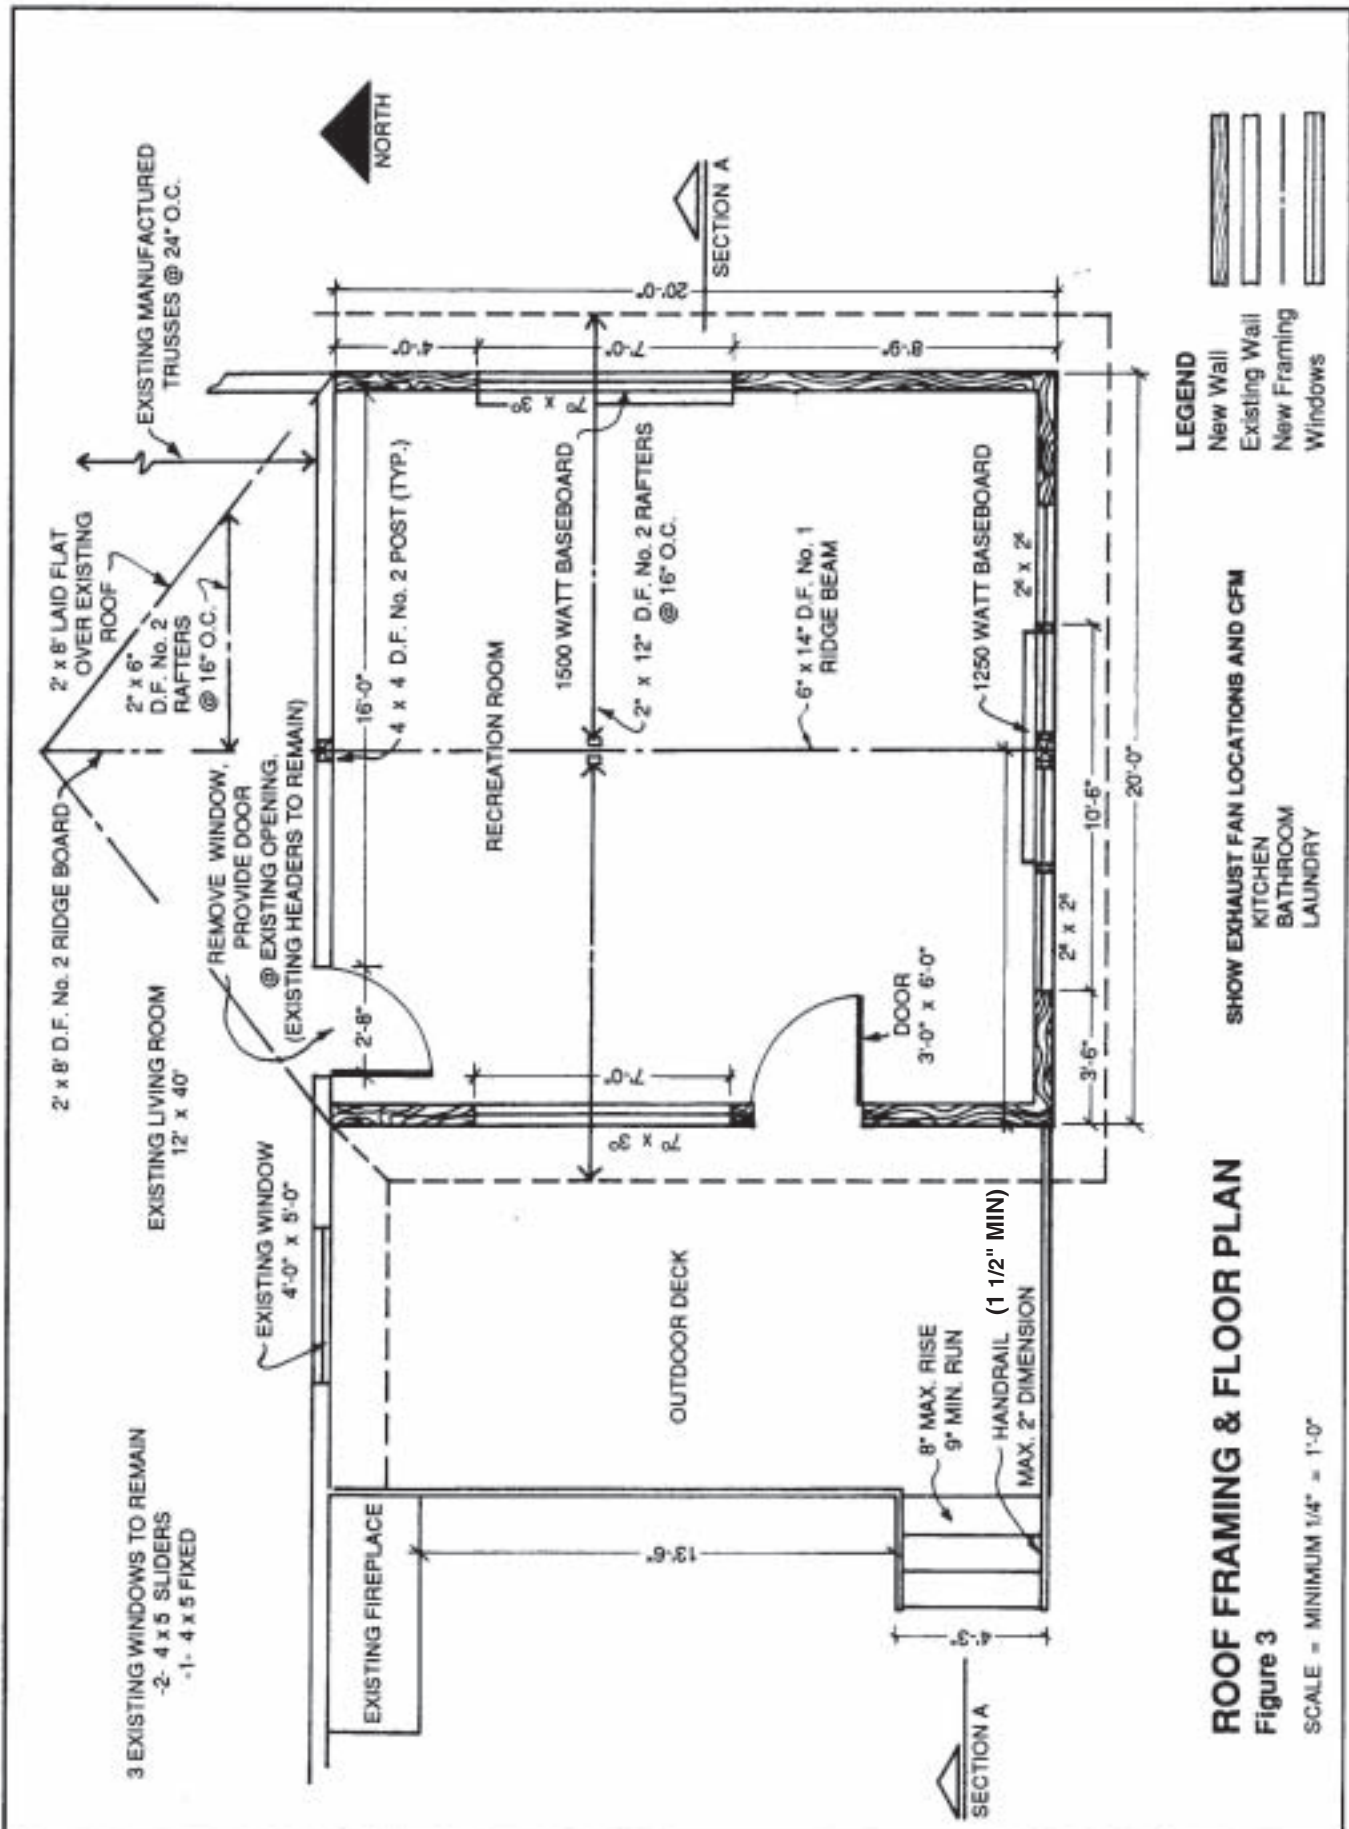 3 EXISTING WINDOWS TO REMAIN
-2- 4 x 5 SLIDERS
-1- 4 x 5 FIXED
EXISTING WINDOW
4'-0" x 5'-0"
EXISTING LIVING ROOM
12' x 40'
2' x 8' D.F. No. 2 RIDGE BOARD
REMOVE WINDOW,
PROVIDE DOOR
@ EXISTING OPENING.
(EXISTING HEADERS TO REMAIN)
2' x 8' LAID FLAT
OVER EXISTING
ROOF
2" x 6"
D.F. No. 2
RAFTERS
@ 16" O.C.
EXISTING MANUFACTURED
TRUSSES @ 24" O.C.
NORTH
EXISTING FIREPLACE
2'-8"
16'-0"
4 x 4 D.F. No. 2 POST (TYP.)
RECREATION ROOM
1500 WATT BASEBOARD
7⁰ x 3⁰
4'-0"
7'-0"
8'-9"
20'-0"
SECTION A
2" x 12" D.F. No. 2 RAFTERS
@ 16" O.C.
6" x 14" D.F. No. 1
RIDGE BEAM
7'-0"
7⁰ x 3⁰
OUTDOOR DECK
13'-6"
DOOR
3'-0" x 6'-0"
1250 WATT BASEBOARD
8" MAX. RISE
9" MIN. RUN
HANDRAIL (1 1/2" MIN)
MAX. 2" DIMENSION
4'-3"
2⁶ x 2⁶
2⁶ x 2⁶
3'-6"
10'-6"
20'-0"
SECTION A
ROOF FRAMING & FLOOR PLAN
Figure 3
SCALE = MINIMUM 1/4" = 1'-0"
SHOW EXHAUST FAN LOCATIONS AND CFM
KITCHEN
BATHROOM
LAUNDRY
LEGEND
New Wall
Existing Wall
New Framing
Windows